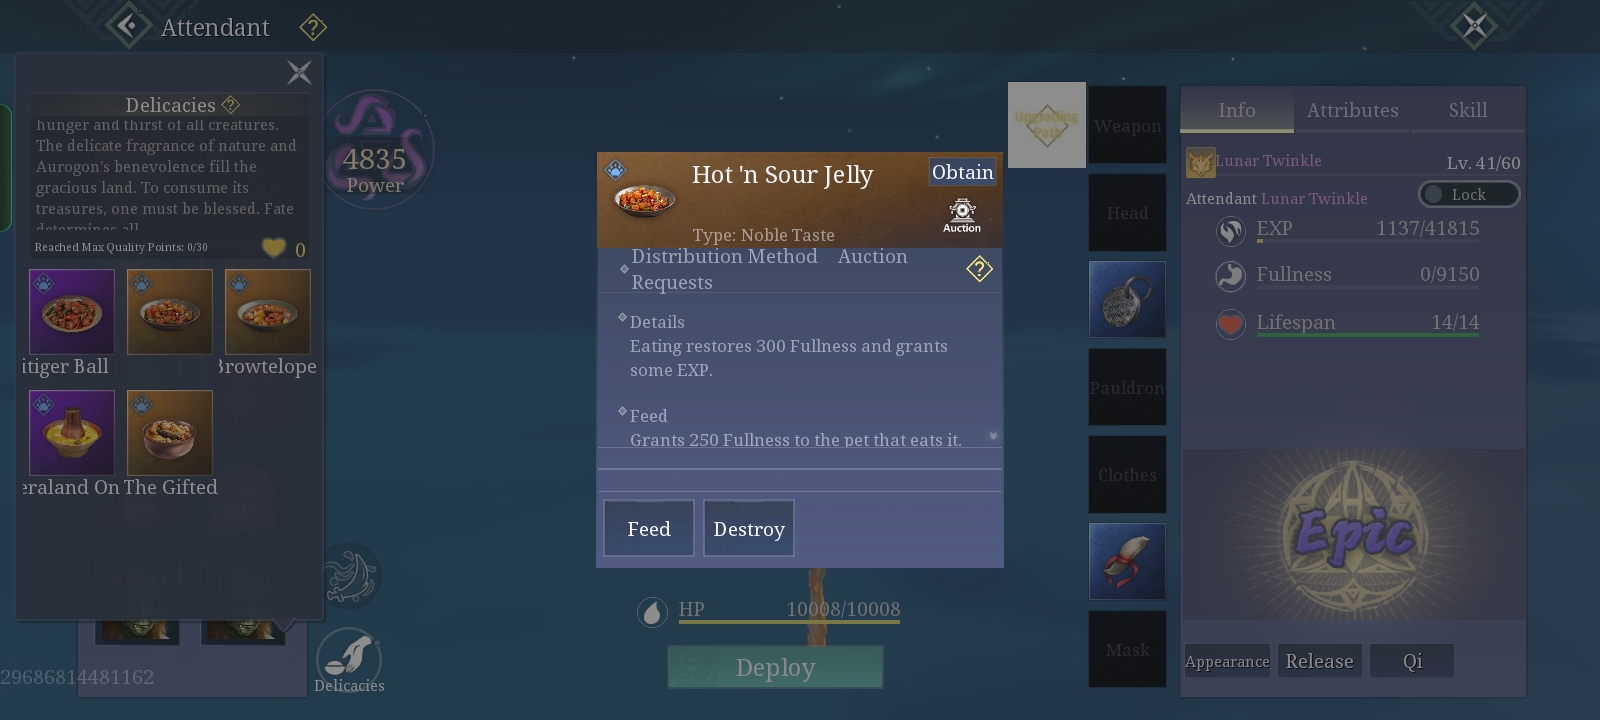 Attendant
Delicacies
hunger and thirst of all creatures.
The delicate fragrance of nature and
Aurogon's benevolence fill the
gracious land. To consume its
treasures, one must be blessed. Fate
determines all
Reached Max Quality Points: 0/30
0
itiger Ball
Browtelope
eraland On
The Gifted
4835
Power
Delicacies
29686814481162
Hot 'n Sour Jelly
Obtain
Auction
Type: Noble Taste
Distribution Method Auction
Requests
Details
Eating restores 300 Fullness and grants
some EXP.
Feed
Grants 250 Fullness to the pet that eats it.
Feed
Destroy
HP 10008/10008
Deploy
Upgrading
Path
Weapon
Head
Pauldron
Clothes
Mask
Info
Attributes
Skill
Lunar Twinkle
Lv. 41/60
Attendant Lunar Twinkle
Lock
EXP 1137/41815
Fullness 0/9150
Lifespan 14/14
Epic
Appearance
Release
Qi